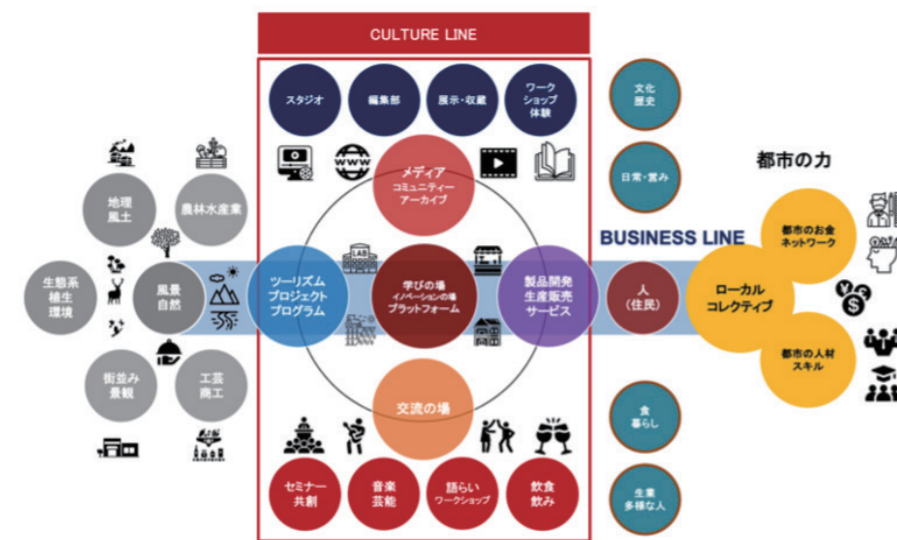 CULTURE LINE
スタジオ
編集部
展示・収蔵
ワーク
ショップ
体験
文化
歴史
WWW
メディア
コミュニティー
アーカイブ
日常・営み
都市の力
地理
風土
農林水産業
都市のお金
ネットワーク
BUSINESS LINE
LAB
生態系
植生
環境
風景
自然
ツーリズム
プロジェクト
プログラム
学びの場
イノベーションの場
プラットフォーム
製品開発
生産販売
サービス
人
（住民）
ローカル
コレクティブ
¥€
$
都市の人材
スキル
街並み
景観
工芸
商工
交流の場
食
暮らし
セミナー
共創
音楽
芸能
語らい
ワークショップ
飲食
飲み
生業
多様な人